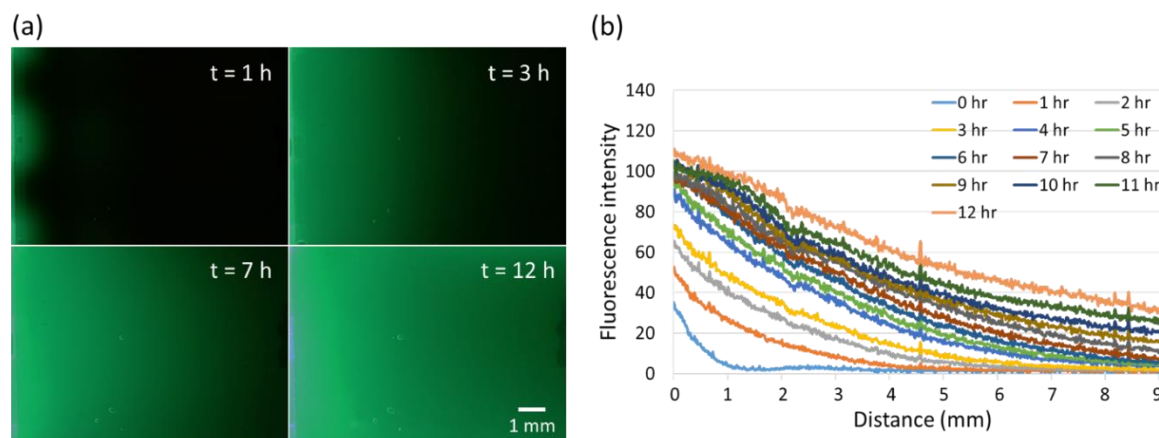 (a)
t = 1 h
t = 3 h
t = 7 h
t = 12 h
1 mm
(b)
Fluorescence intensity
140
120
100
80
60
40
20
0
0 hr 1 hr 2 hr
3 hr 4 hr 5 hr
6 hr 7 hr 8 hr
9 hr 10 hr 11 hr
12 hr
0 1 2 3 4 5 6 7 8 9
Distance (mm)